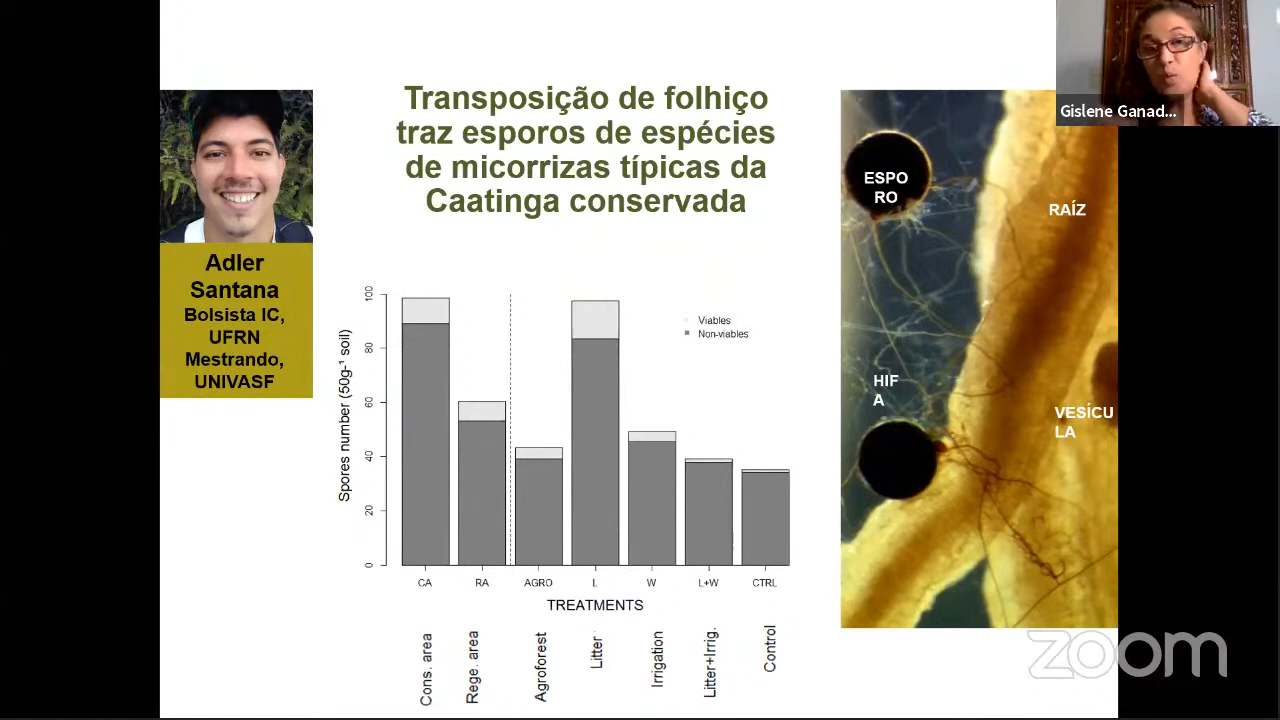 Transposição de folhiço
traz esporos de espécies
de micorrizas típicas da
Caatinga conservada
Gislene Ganad...
Adler
Santana
Bolsista IC,
UFRN
Mestrando,
UNIVASF
ESPO
RO
RAÍZ
HIF
A
VESÍCU
LA
Spores number (50g-¹ soil)
100
80
60
40
20
0
Viables
Non-viables
CA RA AGRO L W L+W CTRL
TREATMENTS
Cons. area
Rege. area
Agroforest
Litter
Irrigation
Litter+Irrig.
Control
zoom